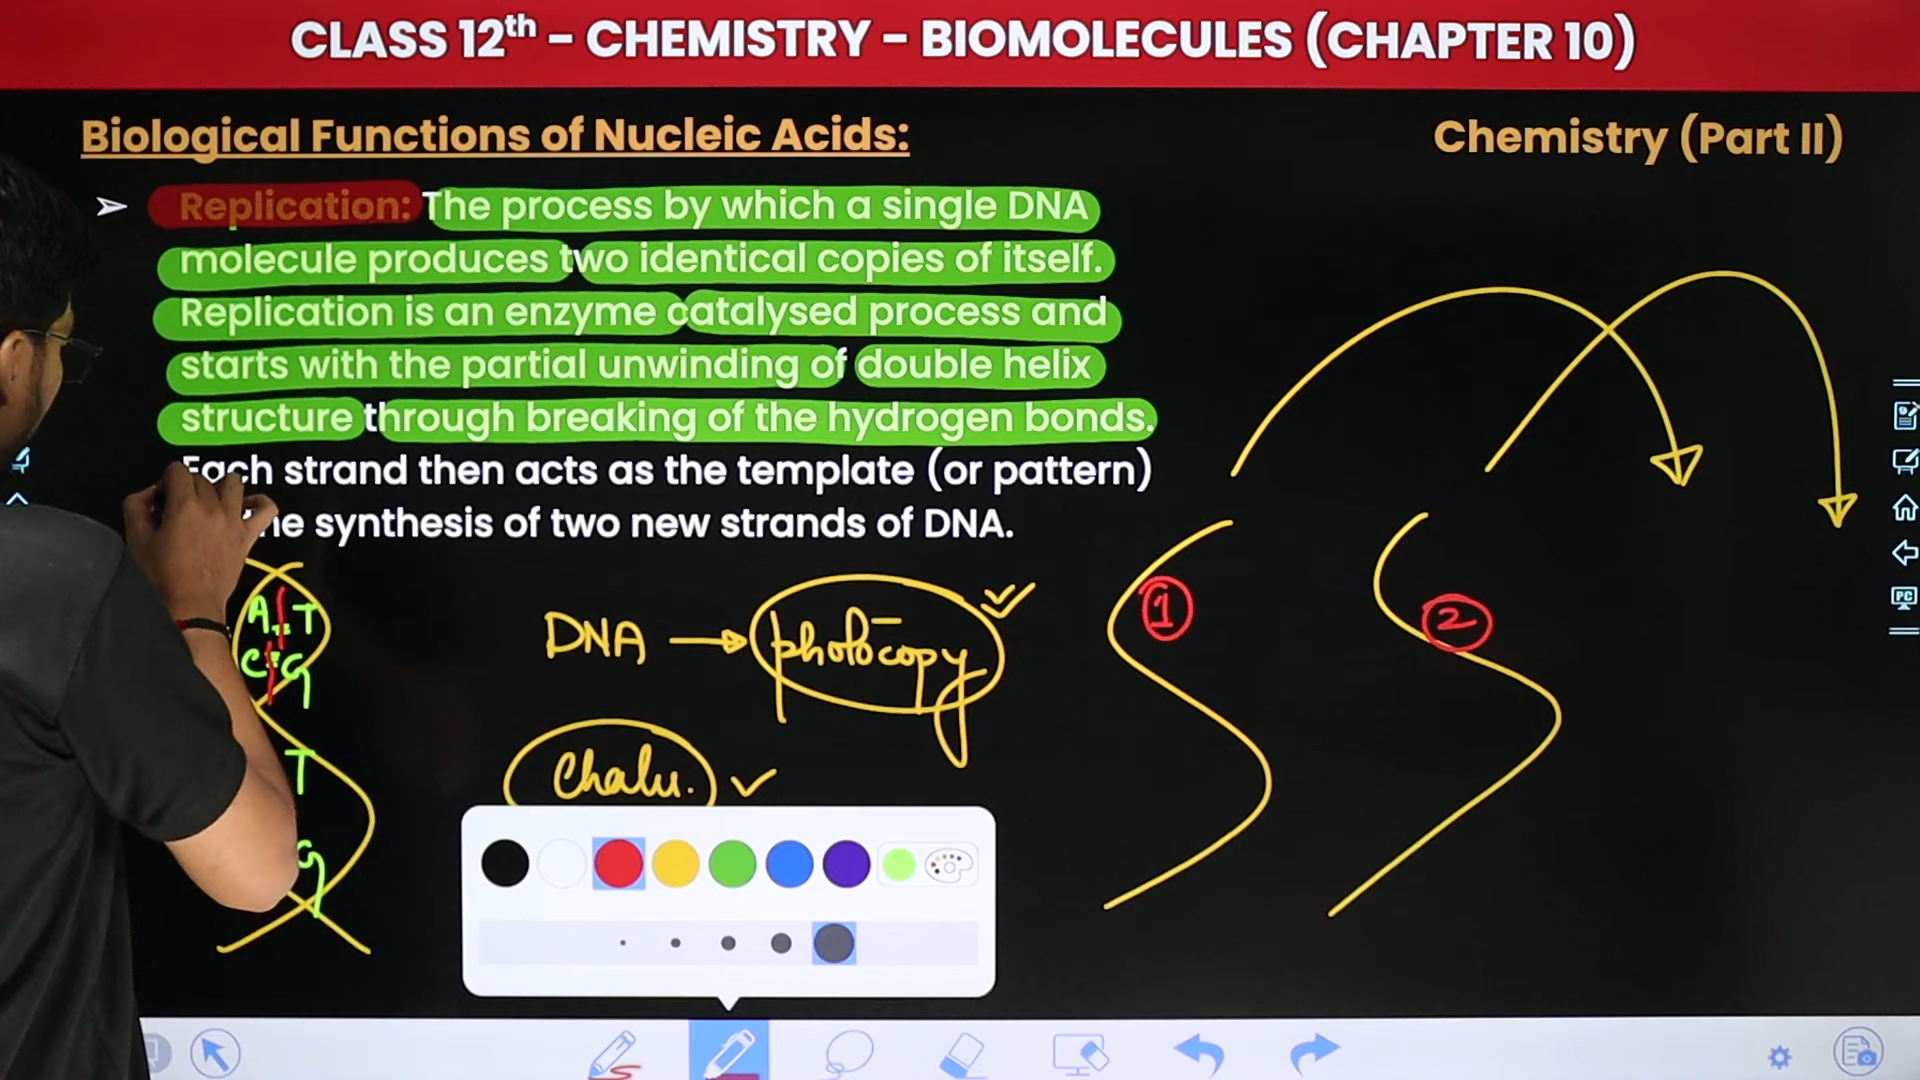 CLASS 12th - CHEMISTRY - BIOMOLECULES (CHAPTER 10)
Biological Functions of Nucleic Acids:
Chemistry (Part II)
➢ Replication: The process by which a single DNA
molecule produces two identical copies of itself.
Replication is an enzyme catalysed process and
starts with the partial unwinding of double helix
structure through breaking of the hydrogen bonds.
Each strand then acts as the template (or pattern)
synthesis of two new strands of DNA.
A T
C G
T
G
DNA → photocopy
Chalu.
1
2
PC